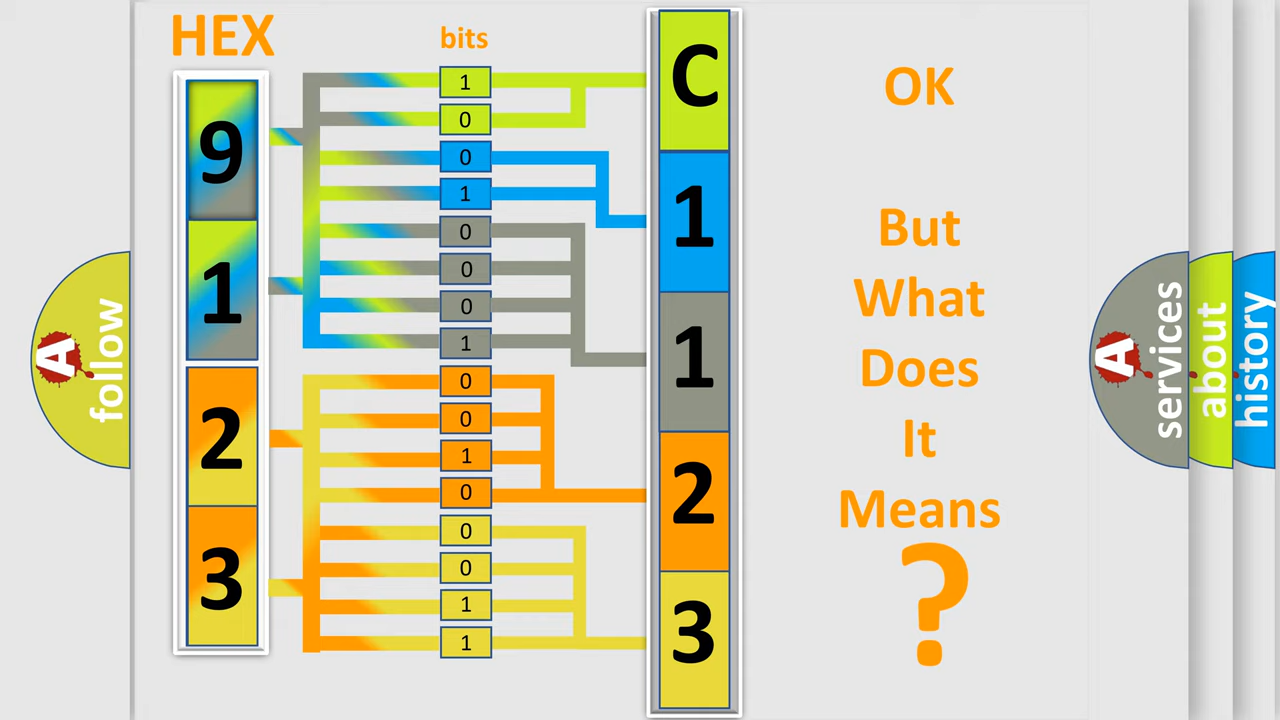 HEX
bits
9
1
2
3
1
0
0
1
0
0
0
1
0
0
1
0
0
0
1
1
C
1
1
2
3
OK
But
What
Does
It
Means
?
A
follow
A
services
about
history